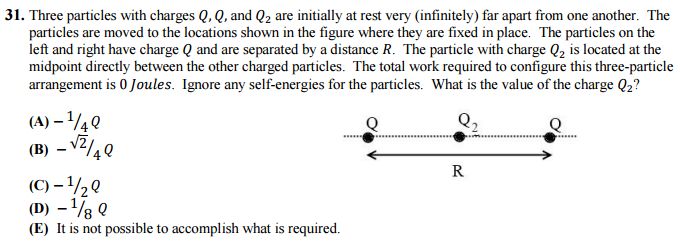 31. Three particles with charges Q, Q, and Q₂ are initially at rest very (infinitely) far apart from one another. The
particles are moved to the locations shown in the figure where they are fixed in place. The particles on the
left and right have charge Q and are separated by a distance R. The particle with charge Q₂ is located at the
midpoint directly between the other charged particles. The total work required to configure this three-particle
arrangement is 0 Joules. Ignore any self-energies for the particles. What is the value of the charge Q₂?
(A) – 1/4 Q
(B) – √2/4 Q
(C) – 1/2 Q
(D) – 1/8 Q
(E) It is not possible to accomplish what is required.
Q Q₂ Q
R